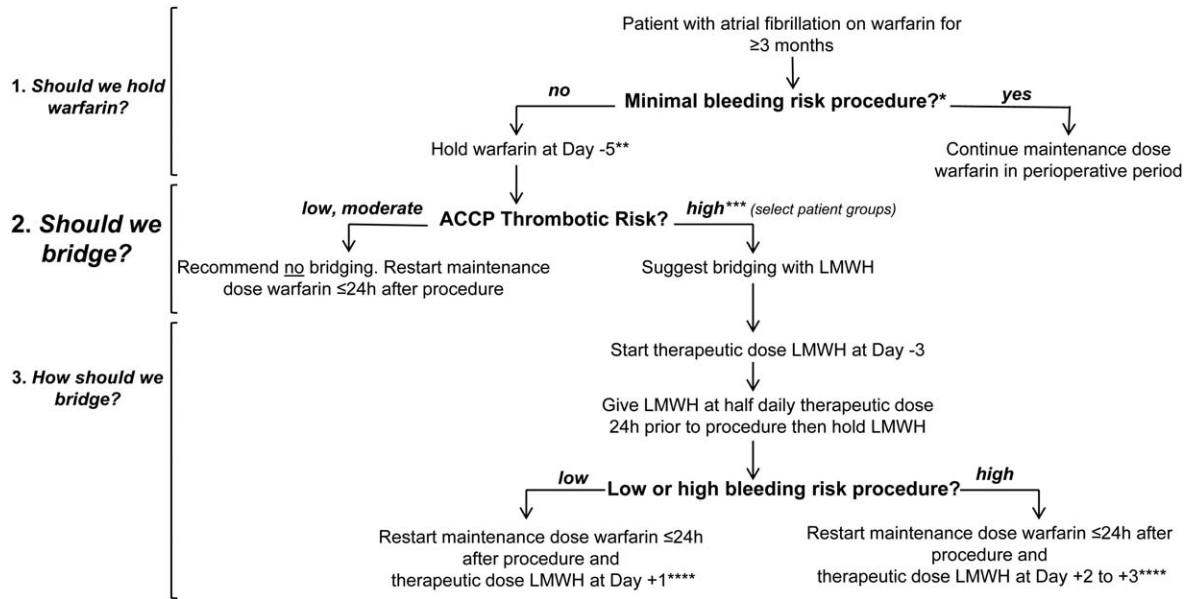 Patient with atrial fibrillation on warfarin for
≥3 months
1. Should we hold
warfarin?
no
Minimal bleeding risk procedure?*
yes
Hold warfarin at Day -5**
Continue maintenance dose
warfarin in perioperative period
2. Should we
bridge?
low, moderate
ACCP Thrombotic Risk?
high*** (select patient groups)
Recommend no bridging. Restart maintenance
dose warfarin ≤24h after procedure
Suggest bridging with LMWH
3. How should we
bridge?
Start therapeutic dose LMWH at Day -3
Give LMWH at half daily therapeutic dose
24h prior to procedure then hold LMWH
low
Low or high bleeding risk procedure?
high
Restart maintenance dose warfarin ≤24h
after procedure and
therapeutic dose LMWH at Day +1****
Restart maintenance dose warfarin ≤24h after
procedure and
therapeutic dose LMWH at Day +2 to +3****